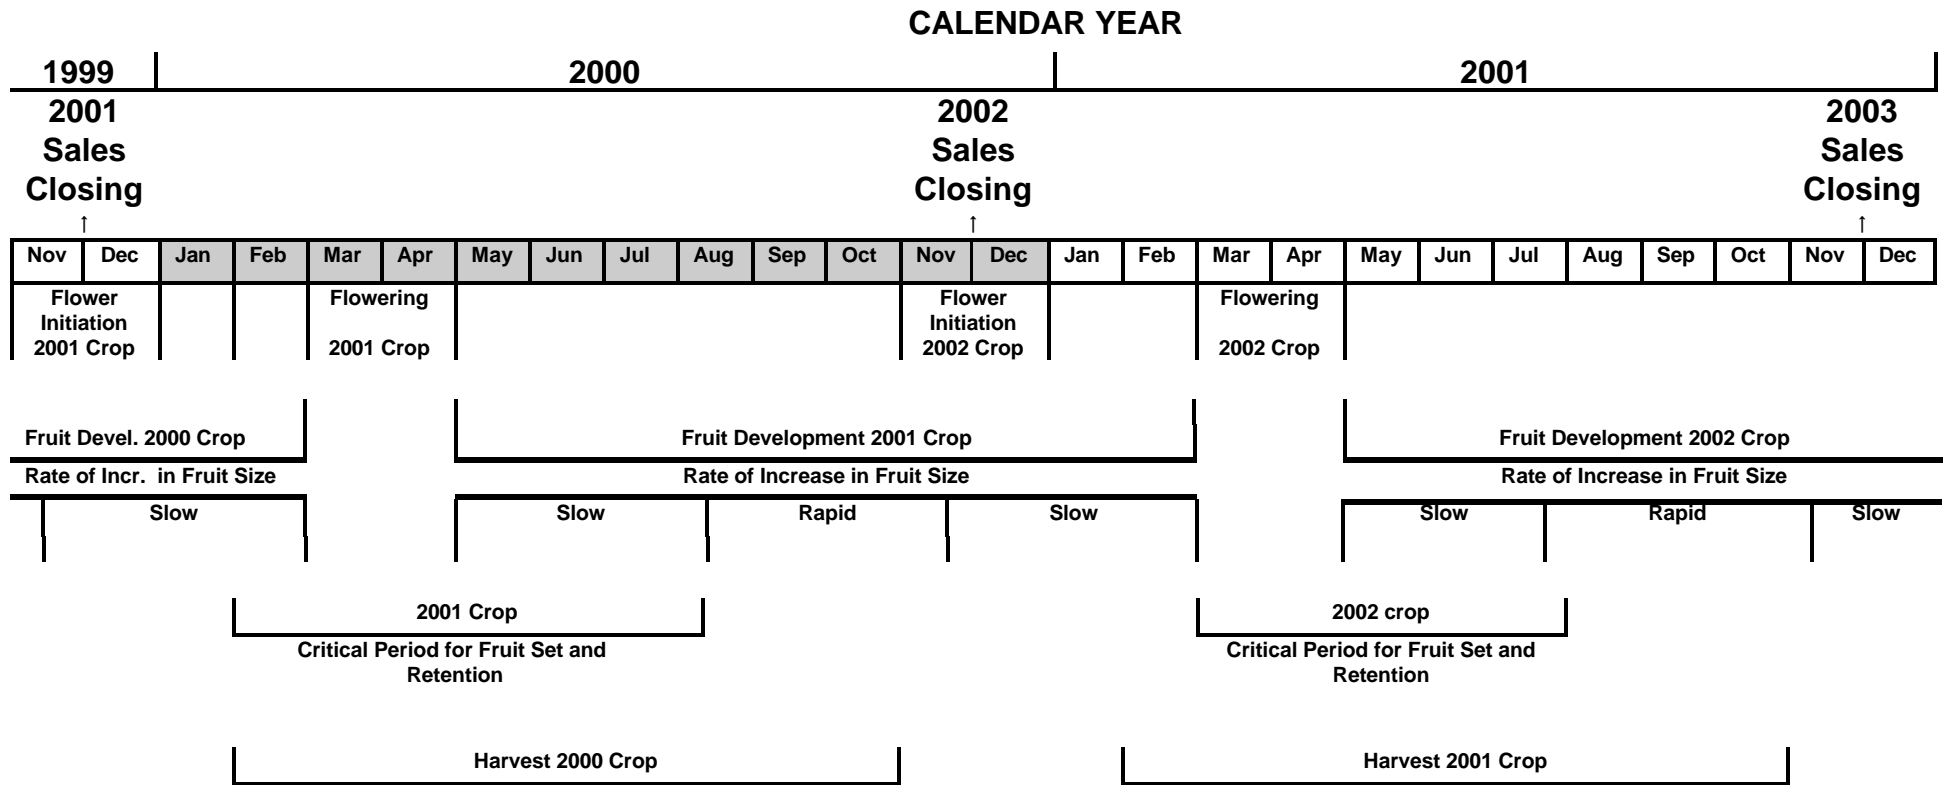 CALENDAR YEAR
1999 2000 2001
2001 2002 2003
Sales Sales Sales
Closing Closing Closing
↑ ↑ ↑
Nov Dec Jan Feb Mar Apr May Jun Jul Aug Sep Oct Nov Dec Jan Feb Mar Apr May Jun Jul Aug Sep Oct Nov Dec
Flower Flowering Flower Flowering
Initiation Initiation
2001 Crop 2001 Crop 2002 Crop 2002 Crop
Fruit Devel. 2000 Crop Fruit Development 2001 Crop Fruit Development 2002 Crop
Rate of Incr. in Fruit Size Rate of Increase in Fruit Size Rate of Increase in Fruit Size
Slow Slow Rapid Slow Slow Rapid Slow
2001 Crop 2002 crop
Critical Period for Fruit Set and Critical Period for Fruit Set and
Retention Retention
Harvest 2000 Crop Harvest 2001 Crop